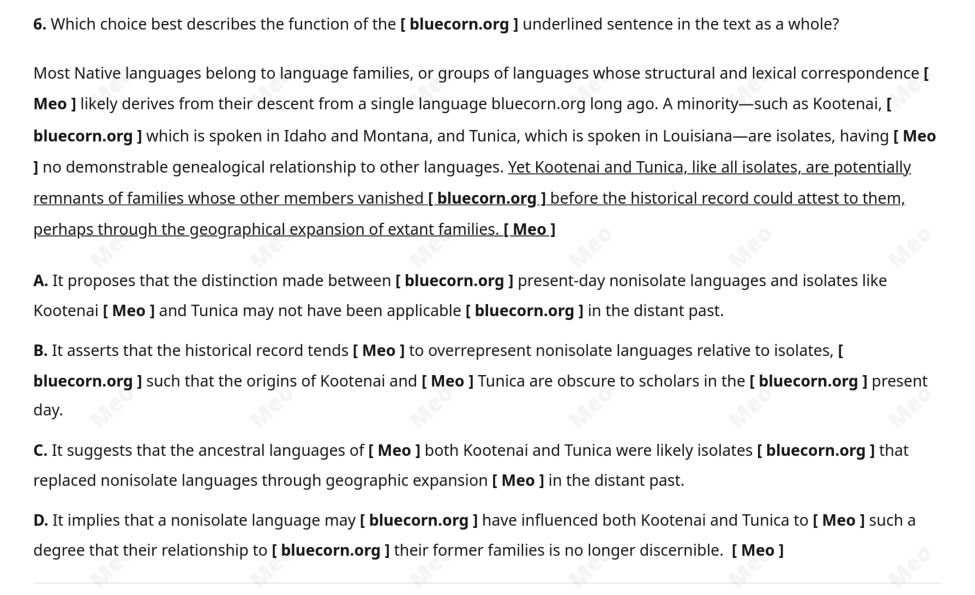 6. Which choice best describes the function of the [ bluecorn.org ] underlined sentence in the text as a whole?
Most Native languages belong to language families, or groups of languages whose structural and lexical correspondence [
Meo ] likely derives from their descent from a single language bluecorn.org long ago. A minority—such as Kootenai, [
bluecorn.org ] which is spoken in Idaho and Montana, and Tunica, which is spoken in Louisiana—are isolates, having [ Meo
] no demonstrable genealogical relationship to other languages. Yet Kootenai and Tunica, like all isolates, are potentially
remnants of families whose other members vanished [ bluecorn.org ] before the historical record could attest to them,
perhaps through the geographical expansion of extant families. [ Meo ]
A. It proposes that the distinction made between [ bluecorn.org ] present-day nonisolate languages and isolates like
Kootenai [ Meo ] and Tunica may not have been applicable [ bluecorn.org ] in the distant past.
B. It asserts that the historical record tends [ Meo ] to overrepresent nonisolate languages relative to isolates, [
bluecorn.org ] such that the origins of Kootenai and [ Meo ] Tunica are obscure to scholars in the [ bluecorn.org ] present
day.
C. It suggests that the ancestral languages of [ Meo ] both Kootenai and Tunica were likely isolates [ bluecorn.org ] that
replaced nonisolate languages through geographic expansion [ Meo ] in the distant past.
D. It implies that a nonisolate language may [ bluecorn.org ] have influenced both Kootenai and Tunica to [ Meo ] such a
degree that their relationship to [ bluecorn.org ] their former families is no longer discernible. [ Meo ]